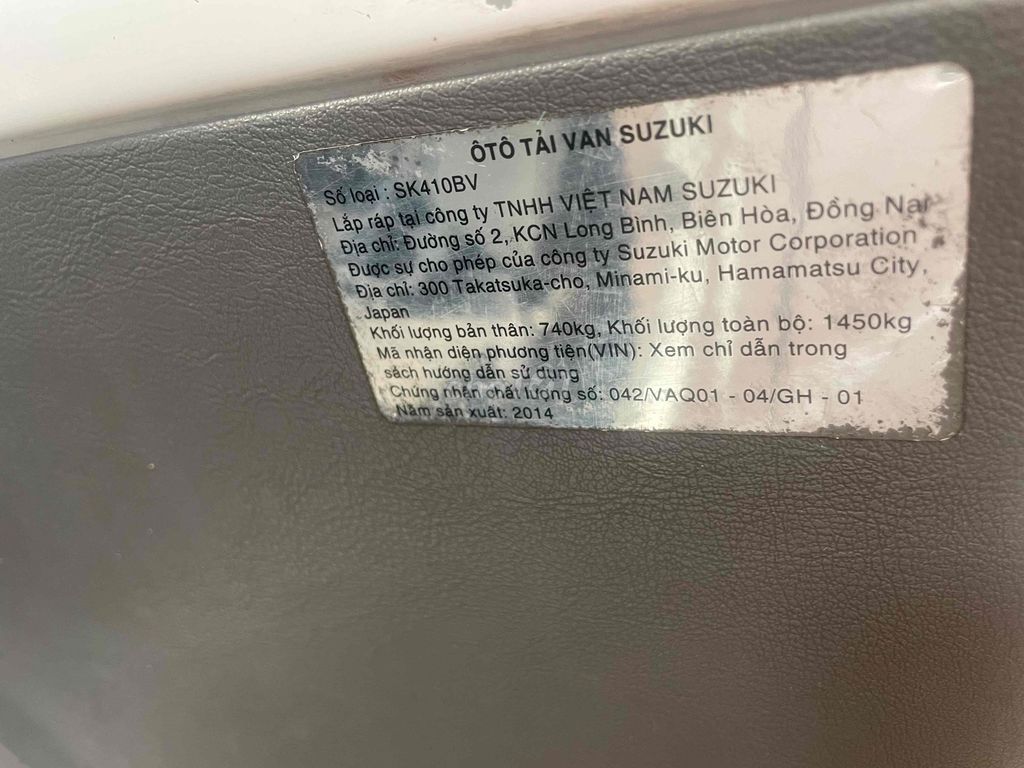 ÔTÔ TẢI VAN SUZUKI
Số loại : SK410BV
Lắp ráp tại công ty TNHH VIỆT NAM SUZUKI
Địa chỉ: Đường số 2, KCN Long Bình, Biên Hòa, Đồng Nai
Được sự cho phép của công ty Suzuki Motor Corporation
Địa chỉ: 300 Takatsuka-cho, Minami-ku, Hamamatsu City,
Japan
Khối lượng bản thân: 740kg, Khối lượng toàn bộ: 1450kg
Mã nhận diện phương tiện(VIN): Xem chỉ dẫn trong
sách hướng dẫn sử dụng
Chứng nhận chất lượng số: 042/VAQ01 - 04/GH - 01
Năm sản xuất: 2014